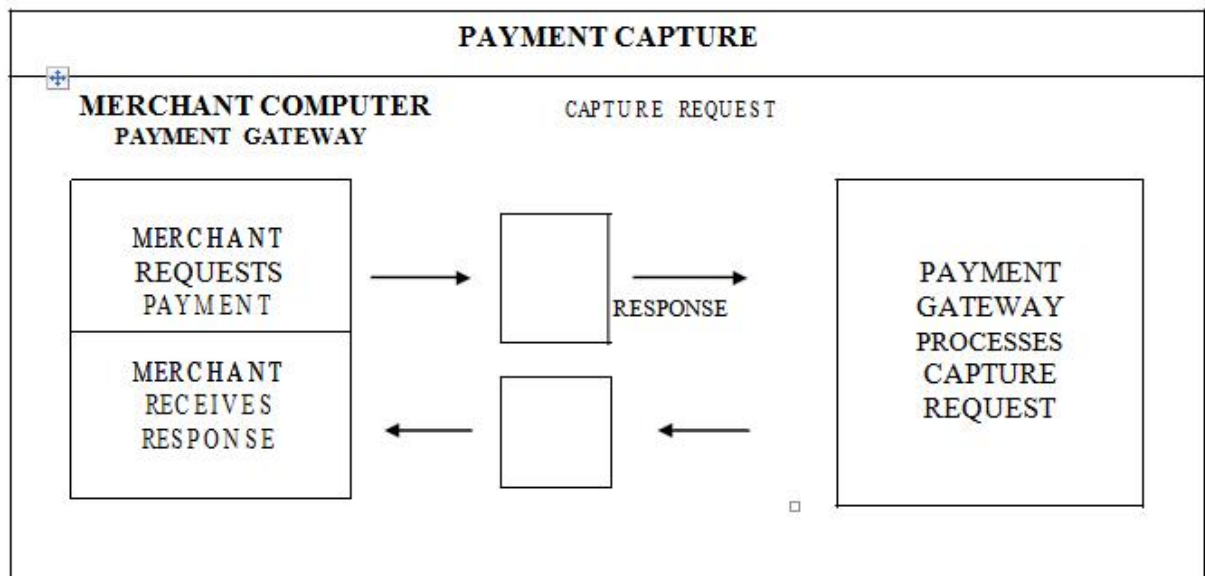 PAYMENT CAPTURE
MERCHANT COMPUTER
PAYMENT GATEWAY
CAPTURE REQUEST
MERCHANT
REQUESTS
PAYMENT
RESPONSE
MERCHANT
RECEIVES
RESPONSE
PAYMENT
GATEWAY
PROCESSES
CAPTURE
REQUEST